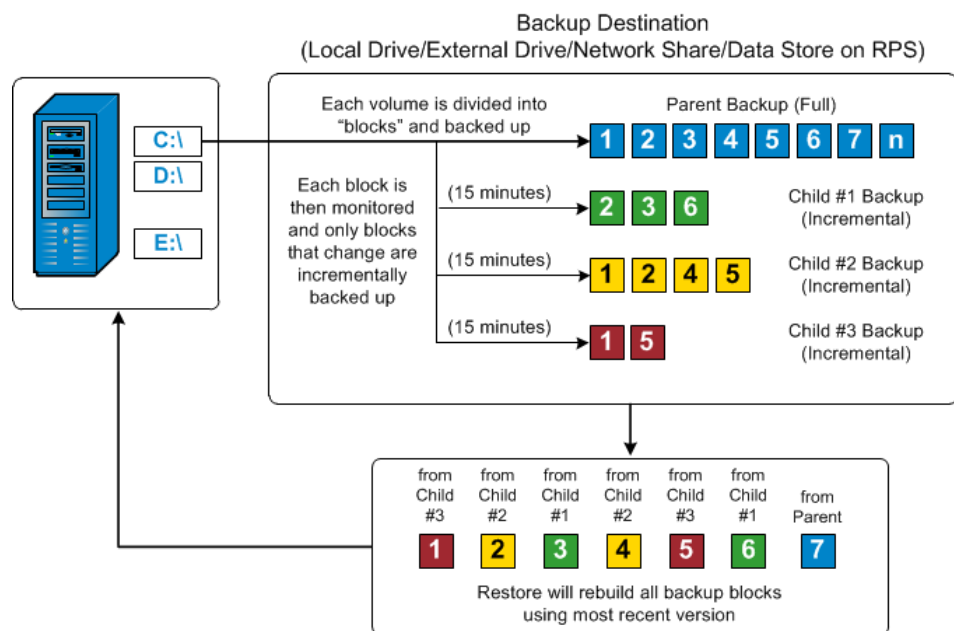 Backup Destination
(Local Drive/External Drive/Network Share/Data Store on RPS)
C:\
D:\
E:\
Each volume is divided into
“blocks” and backed up
Parent Backup (Full)
1 2 3 4 5 6 7 n
Each block is
then monitored
and only blocks
that change are
incrementally
backed up
(15 minutes)
2 3 6
Child #1 Backup
(Incremental)
(15 minutes)
1 2 4 5
Child #2 Backup
(Incremental)
(15 minutes)
1 5
Child #3 Backup
(Incremental)
from
Child
#3
from
Child
#2
from
Child
#1
from
Child
#2
from
Child
#3
from
Child
#1
from
Parent
1 2 3 4 5 6 7
Restore will rebuild all backup blocks
using most recent version